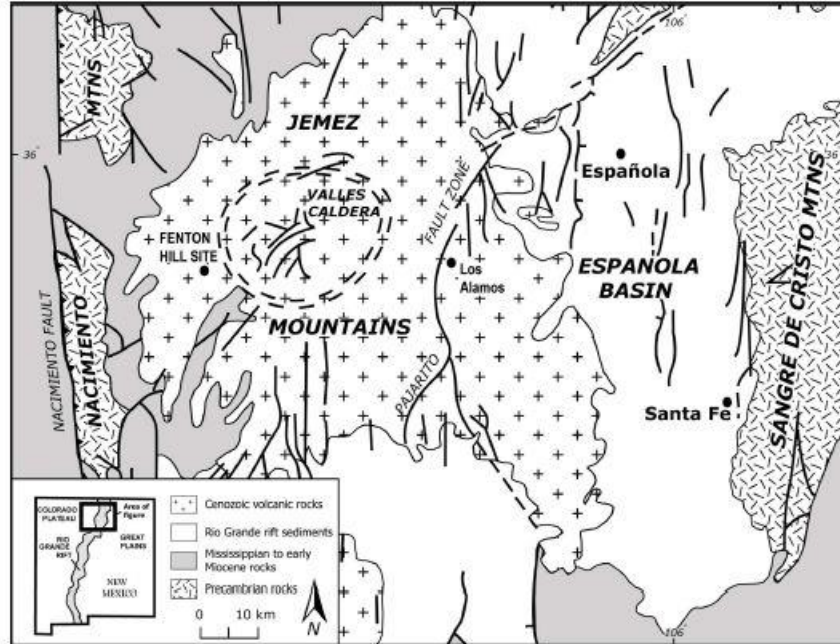 106°
MTNS
JEMEZ
36°
Española
36°
VALLES
CALDERA
FAULT ZONE
FENTON
HILL SITE
Los
Alamos
ESPAÑOLA
BASIN
SANGRE DE CRISTO MTNS
NACIMIENTO FAULT
NACIMIENTO
MOUNTAINS
PAJARITO
Santa Fe
COLORADO
PLATEAU
Area of
figure
RIO
GRANDE
RIFT
GREAT
PLAINS
NEW
MEXICO
Cenozoic volcanic rocks
Rio Grande rift sediments
Mississippian to early
Miocene rocks
Precambrian rocks
0 10 km
N
106°